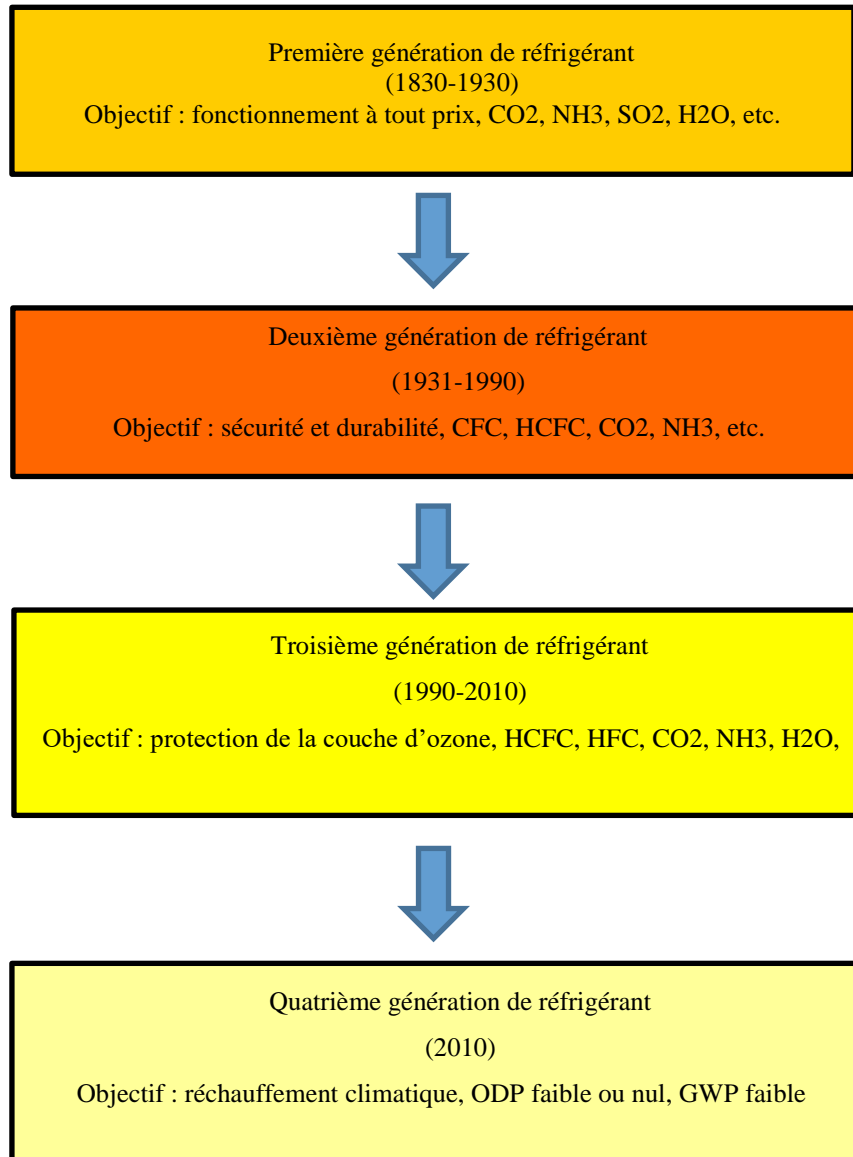 Première génération de réfrigérant
(1830-1930)
Objectif : fonctionnement à tout prix, CO2, NH3, SO2, H2O, etc.
Deuxième génération de réfrigérant
(1931-1990)
Objectif : sécurité et durabilité, CFC, HCFC, CO2, NH3, etc.
Troisième génération de réfrigérant
(1990-2010)
Objectif : protection de la couche d’ozone, HCFC, HFC, CO2, NH3, H2O,
Quatrième génération de réfrigérant
(2010)
Objectif : réchauffement climatique, ODP faible ou nul, GWP faible